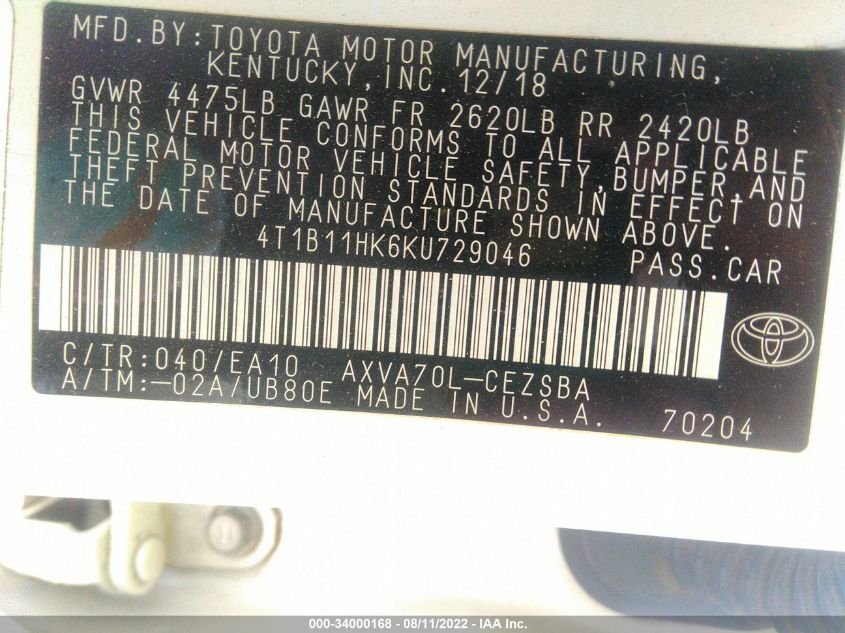 MFD.BY:TOYOTA MOTOR MANUFACTURING,
KENTUCKY,INC.12/18
GVWR 4475LB GAWR FR 2620LB RR 2420LB
THIS VEHICLE CONFORMS TO ALL APPLICABLE
FEDERAL MOTOR VEHICLE SAFETY,BUMPER,AND
THEFT PREVENTION STANDARDS IN EFFECT ON
THE DATE OF MANUFACTURE SHOWN ABOVE.
4T1B11HK6KU729046 PASS.CAR
C/TR:040/EA10 AXVA70L-CEZSBA
A/TM:-02A/UB80E MADE IN U.S.A. 70204
000-34000168 - 08/11/2022 - IAA Inc.